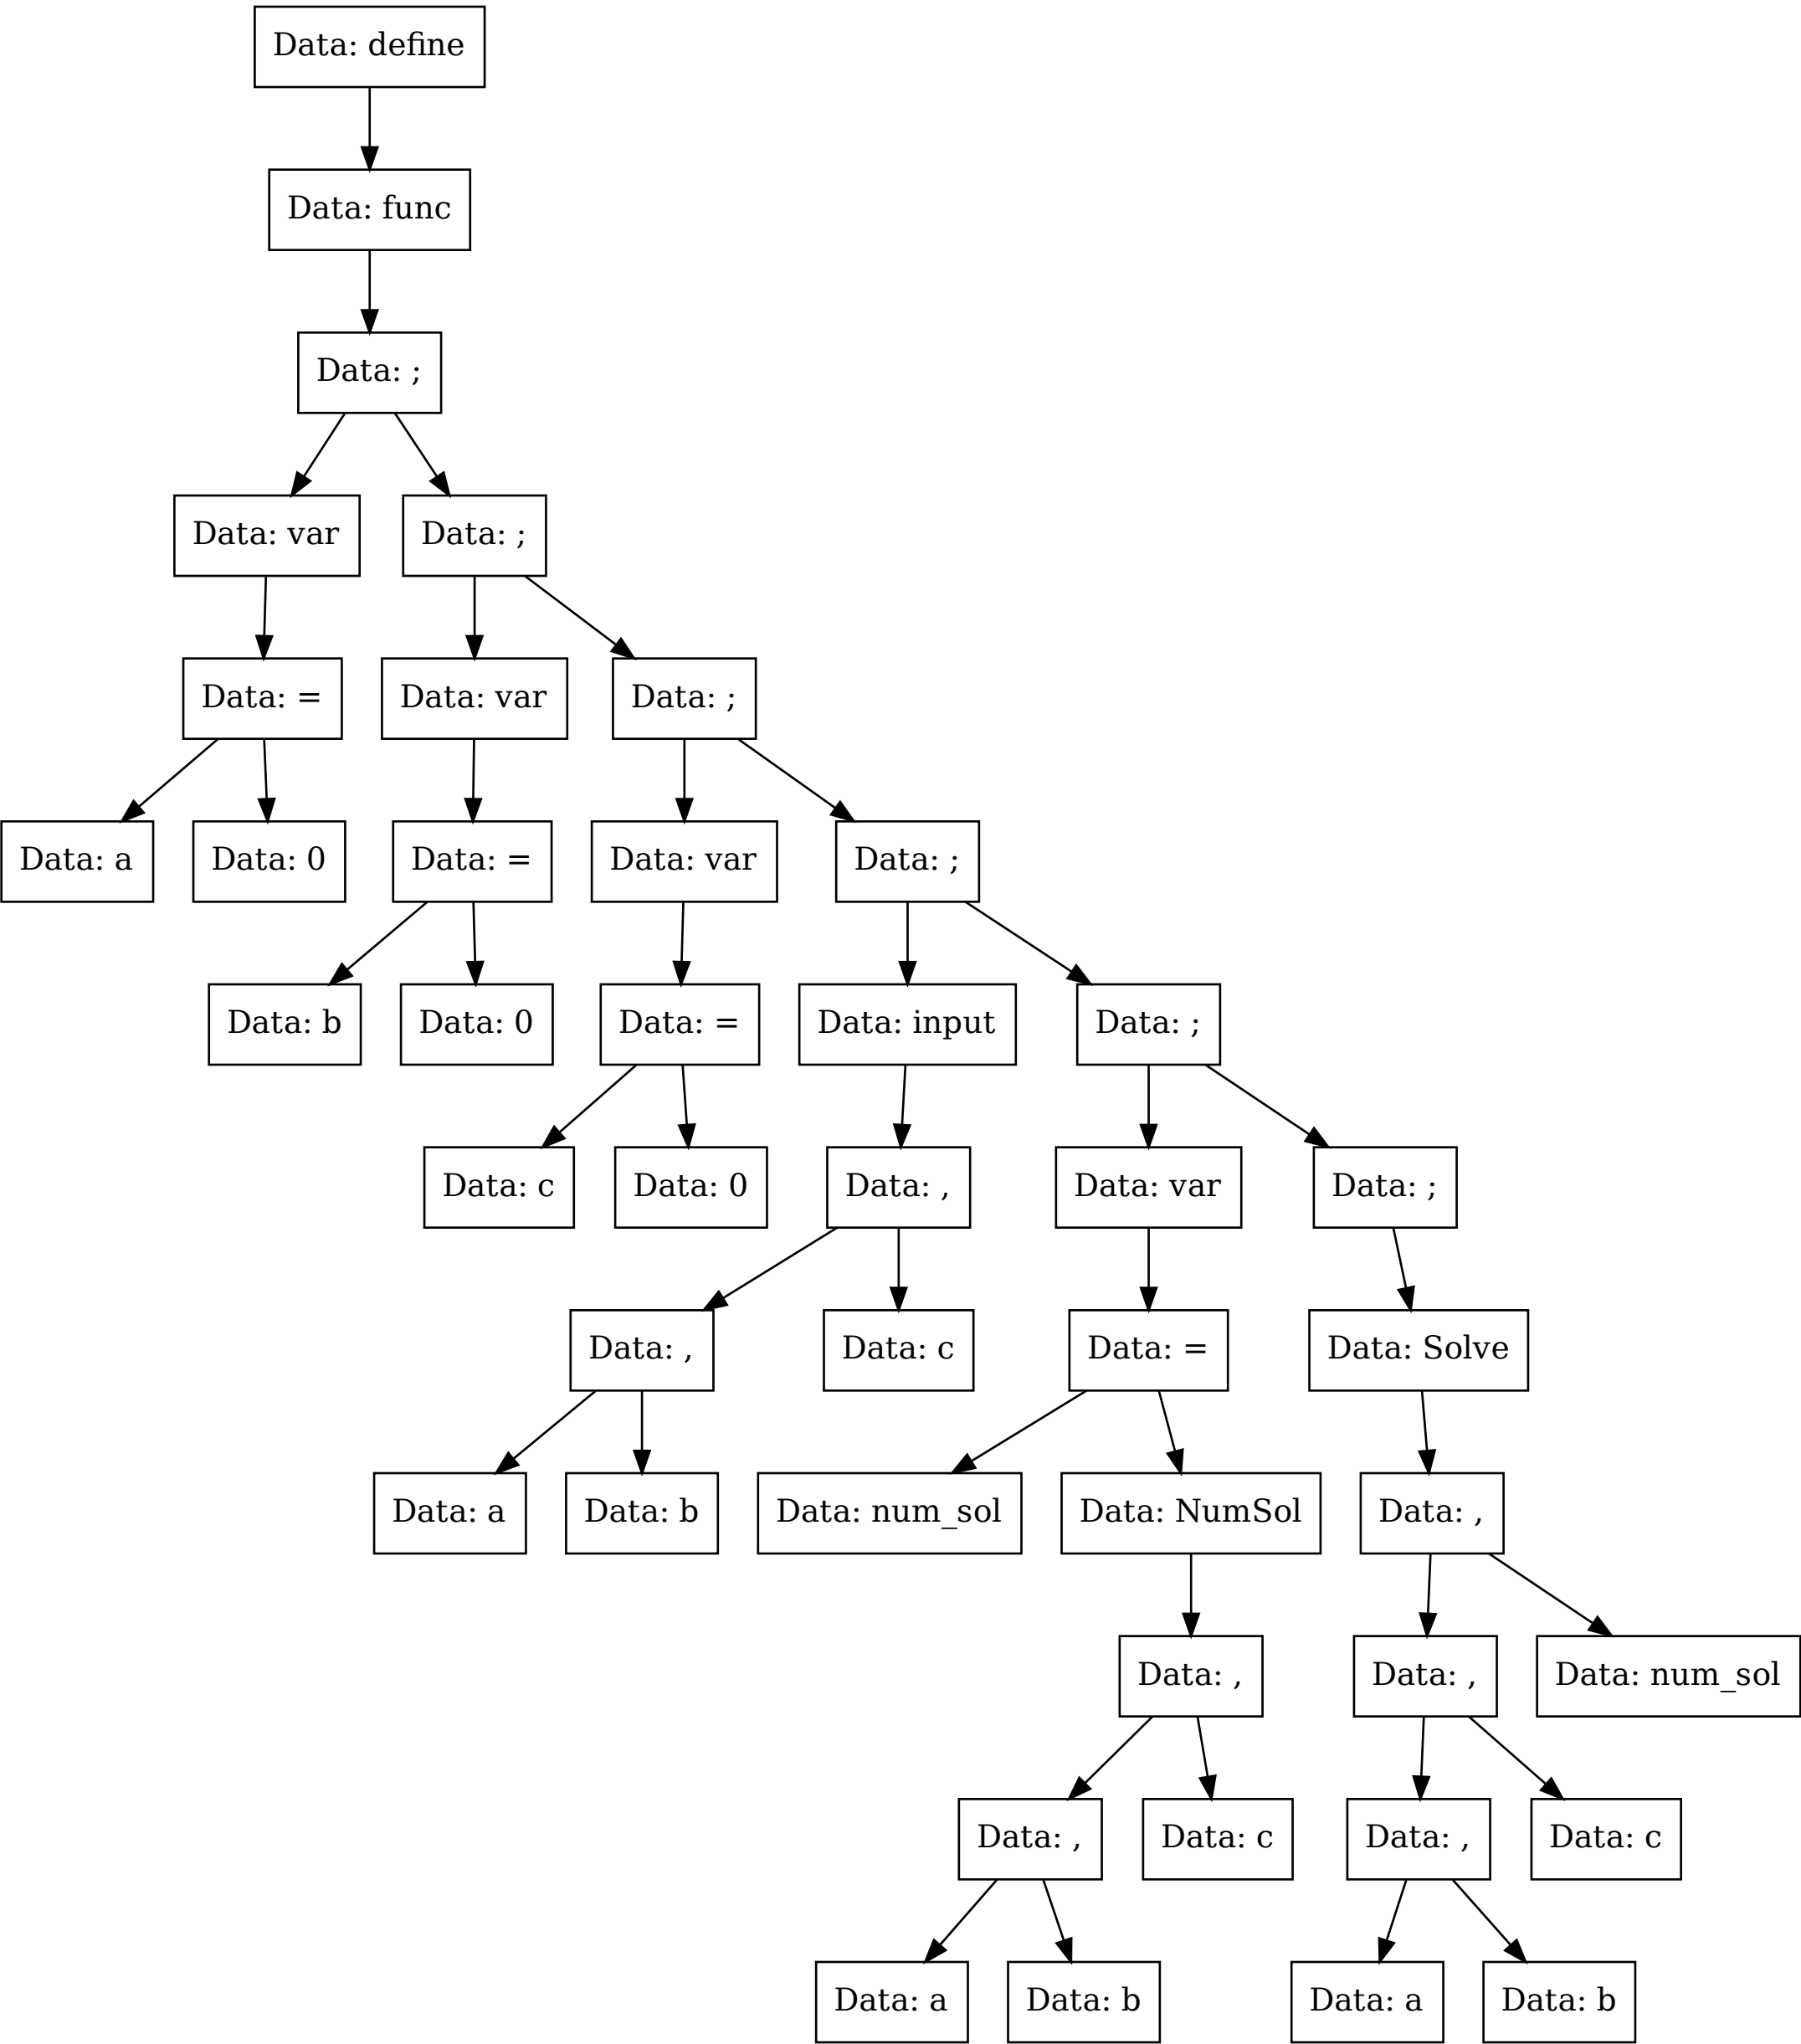 Data: define
Data: func
Data: ;
Data: var
Data: ;
Data: =
Data: var
Data: ;
Data: a
Data: 0
Data: =
Data: var
Data: ;
Data: b
Data: 0
Data: =
Data: input
Data: ;
Data: c
Data: 0
Data: ,
Data: var
Data: ;
Data: ,
Data: c
Data: =
Data: Solve
Data: a
Data: b
Data: num_sol
Data: NumSol
Data: ,
Data: ,
Data: ,
Data: num_sol
Data: ,
Data: c
Data: ,
Data: c
Data: a
Data: b
Data: a
Data: b